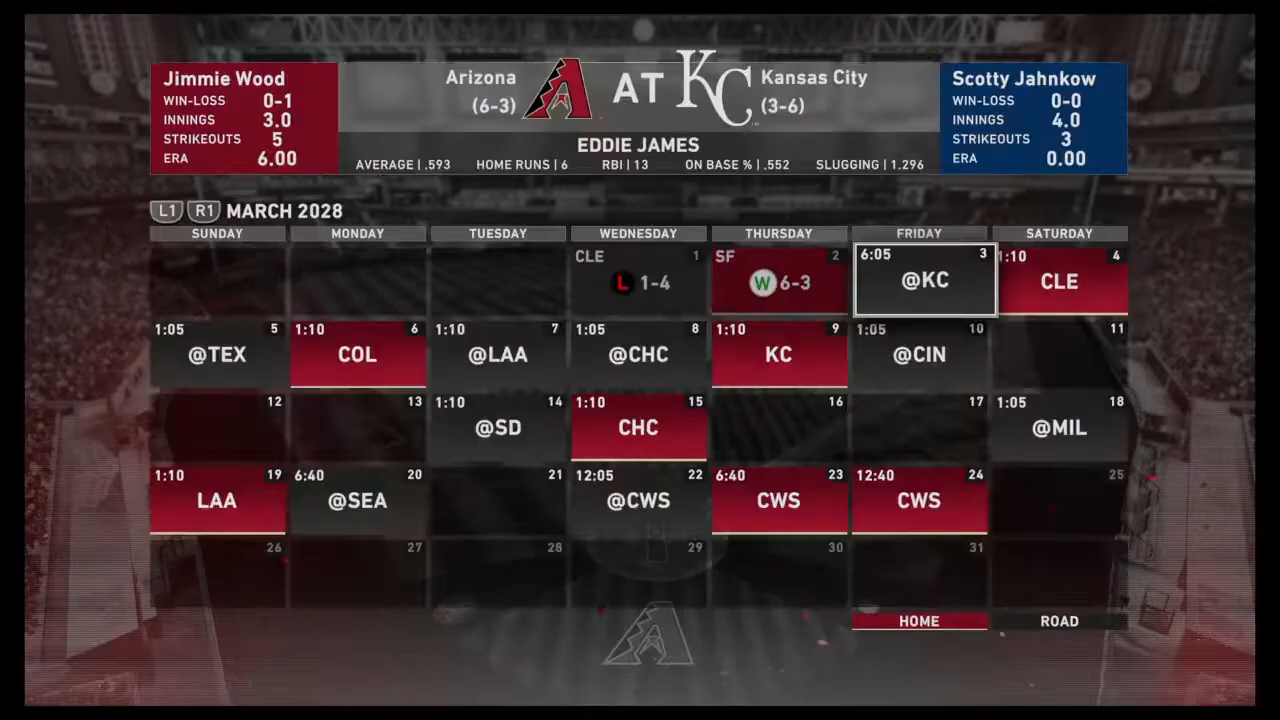 Jimmie Wood
WIN-LOSS 0-1
INNINGS 3.0
STRIKEOUTS 5
ERA 6.00
Arizona
(6-3)
A AT KC
Kansas City
(3-6)
EDDIE JAMES
AVERAGE | .593 HOME RUNS | 6 RBI | 13 ON BASE % | .552 SLUGGING | 1.296
Scotty Jahnkow
WIN-LOSS 0-0
INNINGS 4.0
STRIKEOUTS 3
ERA 0.00
L1 R1 MARCH 2028
SUNDAY MONDAY TUESDAY WEDNESDAY THURSDAY FRIDAY SATURDAY
CLE 1 SF 2 6:05 3 1:10 4
L 1-4 W 6-3 @KC CLE
1:05 5 1:10 6 1:10 7 1:05 8 1:10 9 1:05 10 11
@TEX COL @LAA @CHC KC @CIN
12 13 1:10 14 1:10 15 16 17 1:05 18
@SD CHC @MIL
1:10 19 6:40 20 21 12:05 22 6:40 23 12:40 24 25
LAA @SEA @CWS CWS CWS
26 27 28 29 30 31
HOME ROAD
A